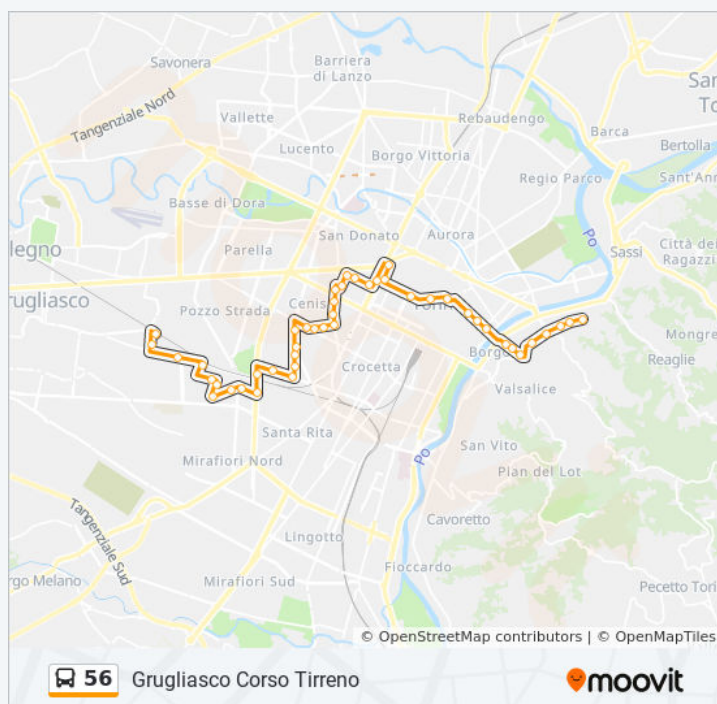 Savonera
Barriera
di Lanzo
San
To
Tangenziale Nord
Vallette
Rebaudengo
Barca
Lucento
Borgo Vittoria
Bertolla
Regio Parco
Sant'Ann
Basse di Dora
San Donato
Aurora
Po
Sassi
Città dei
Ragazzi
Parella
llegno
Grugliasco
Pozzo Strada
Cenis
Torin
Mongre
Borgo
Reaglie
Crocetta
Valsalice
Santa Rita
San Vito
Mirafiori Nord
Po
Pian del Lot
Tangenziale Sud
Cavoretto
Lingotto
Fioccardo
rgo Melano
Mirafiori Sud
Pecetto Tori
© OpenStreetMap contributors | © OpenMapTiles
56 Grugliasco Corso Tirreno
moovit